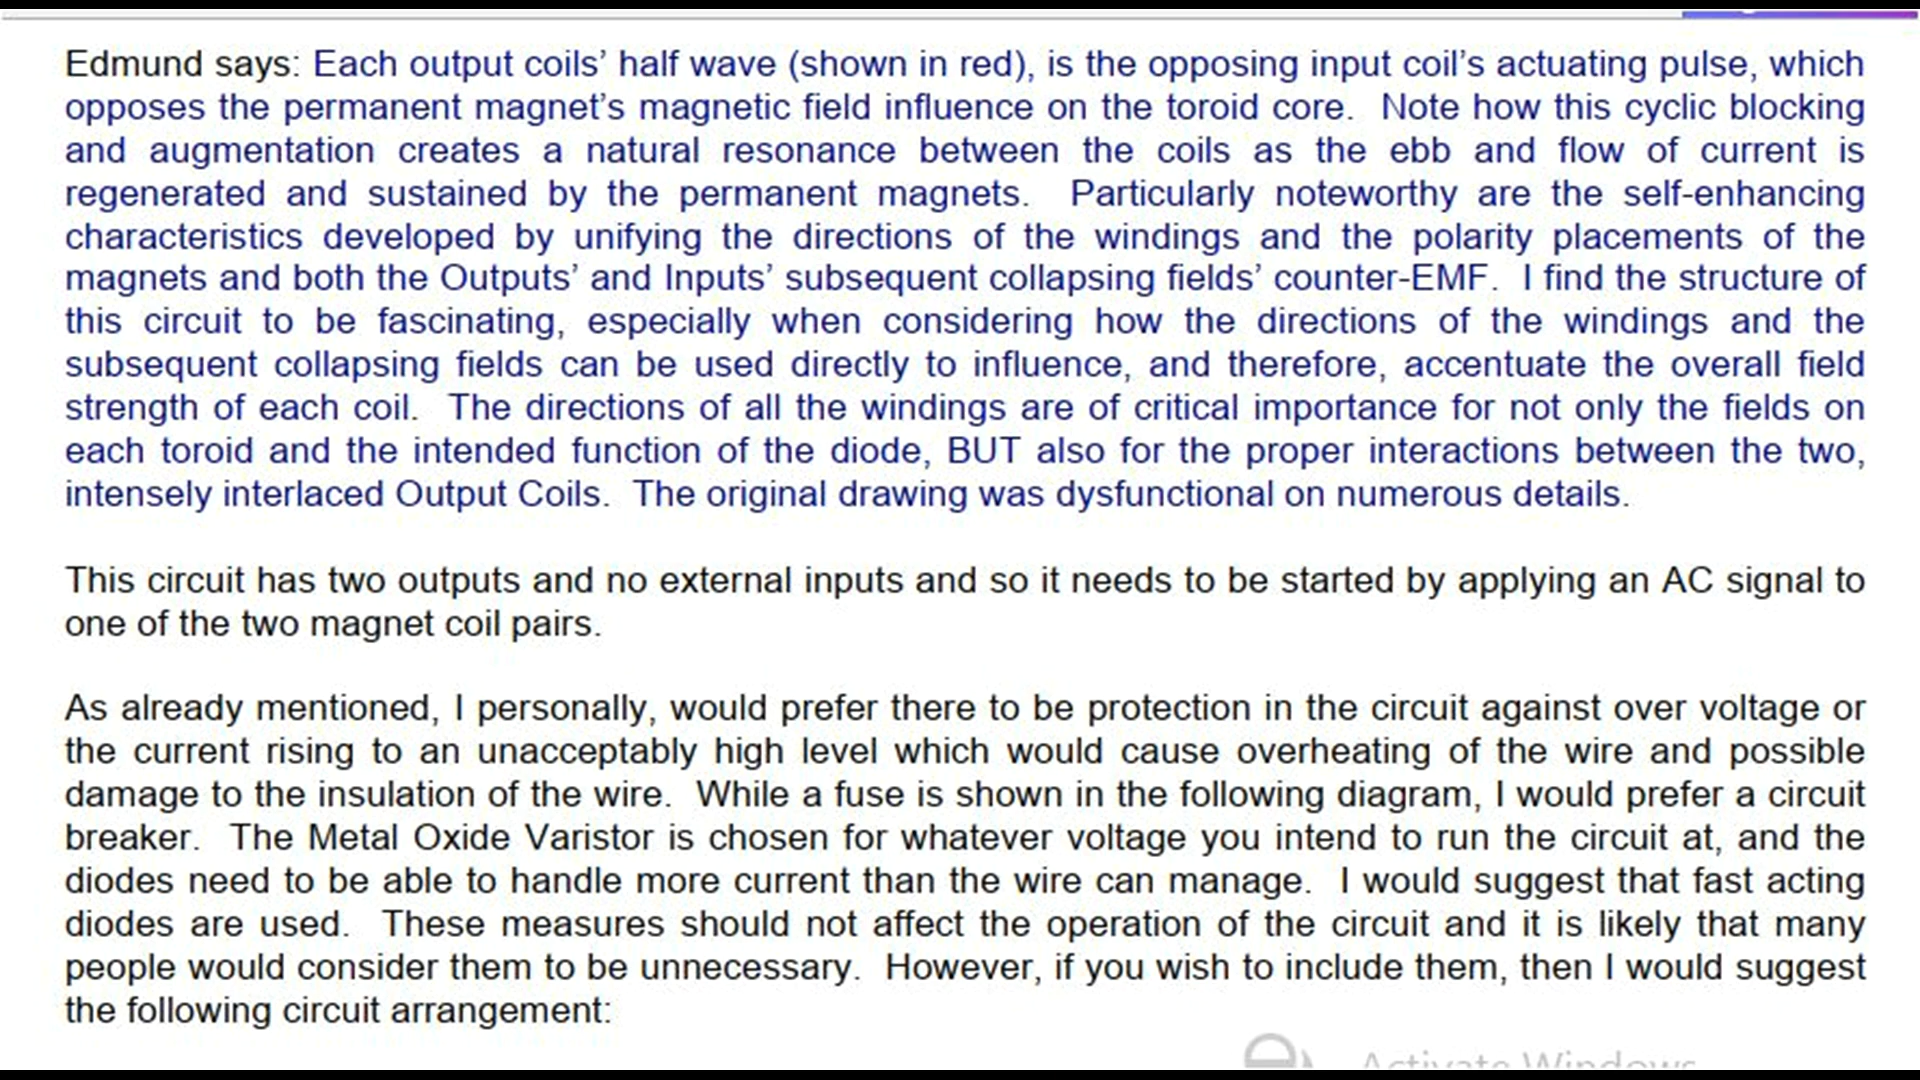 Edmund says: Each output coils’ half wave (shown in red), is the opposing input coil’s actuating pulse, which
opposes the permanent magnet’s magnetic field influence on the toroid core. Note how this cyclic blocking
and augmentation creates a natural resonance between the coils as the ebb and flow of current is
regenerated and sustained by the permanent magnets. Particularly noteworthy are the self-enhancing
characteristics developed by unifying the directions of the windings and the polarity placements of the
magnets and both the Outputs’ and Inputs’ subsequent collapsing fields’ counter-EMF. I find the structure of
this circuit to be fascinating, especially when considering how the directions of the windings and the
subsequent collapsing fields can be used directly to influence, and therefore, accentuate the overall field
strength of each coil. The directions of all the windings are of critical importance for not only the fields on
each toroid and the intended function of the diode, BUT also for the proper interactions between the two,
intensely interlaced Output Coils. The original drawing was dysfunctional on numerous details.
This circuit has two outputs and no external inputs and so it needs to be started by applying an AC signal to
one of the two magnet coil pairs.
As already mentioned, I personally, would prefer there to be protection in the circuit against over voltage or
the current rising to an unacceptably high level which would cause overheating of the wire and possible
damage to the insulation of the wire. While a fuse is shown in the following diagram, I would prefer a circuit
breaker. The Metal Oxide Varistor is chosen for whatever voltage you intend to run the circuit at, and the
diodes need to be able to handle more current than the wire can manage. I would suggest that fast acting
diodes are used. These measures should not affect the operation of the circuit and it is likely that many
people would consider them to be unnecessary. However, if you wish to include them, then I would suggest
the following circuit arrangement:
Activate Windows